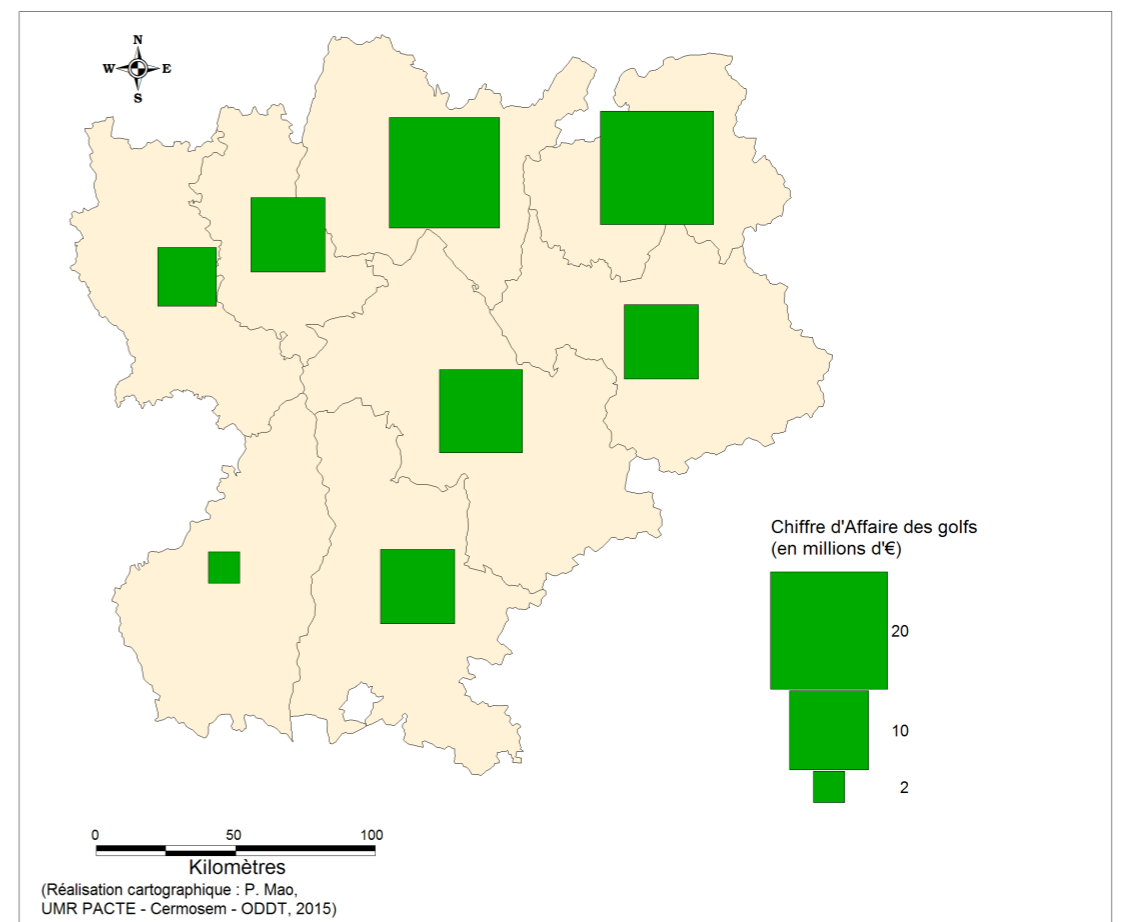 N
W E
S
Chiffre d'Affaire des golfs
(en millions d'€)
20
10
2
0 50 100
Kilomètres
(Réalisation cartographique : P. Mao,
UMR PACTE - Cermosem - ODDT, 2015)